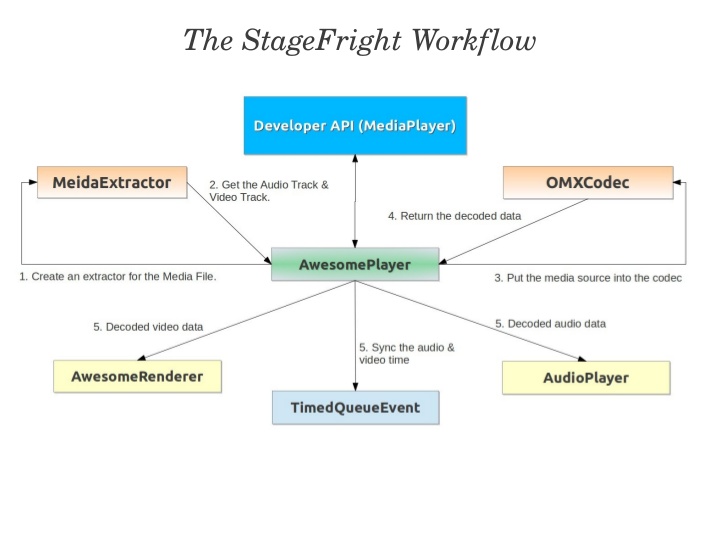 The StageFright Workflow
Developer API (MediaPlayer)
MeidaExtractor
2. Get the Audio Track &
Video Track.
OMXCodec
4. Return the decoded data
AwesomePlayer
1. Create an extractor for the Media File.
3. Put the media source into the codec
5. Decoded video data
5. Sync the audio &
video time
5. Decoded audio data
AwesomeRenderer
TimedQueueEvent
AudioPlayer